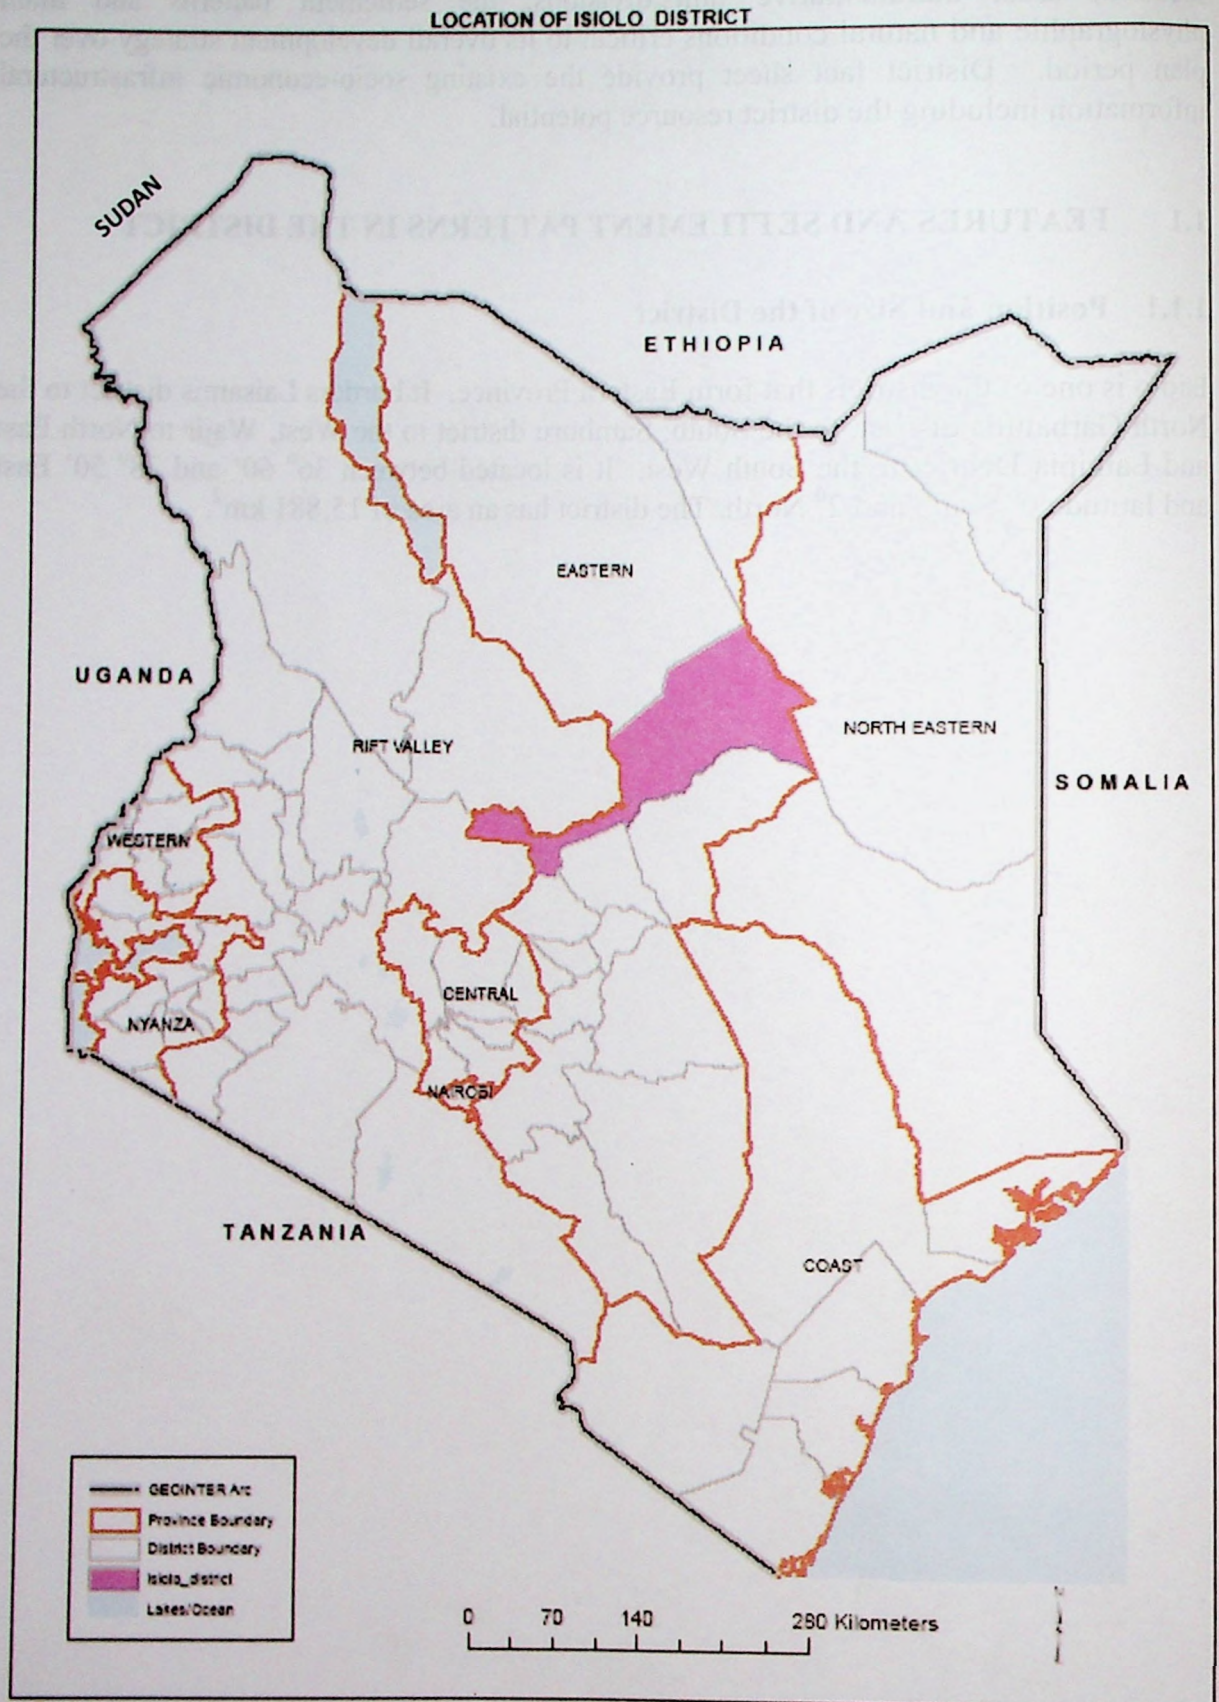 LOCATION OF ISIOLO DISTRICT
SUDAN
ETHIOPIA
EASTERN
UGANDA
RIFT VALLEY
NORTH EASTERN
SOMALIA
WESTERN
CENTRAL
NYANZA
NAIROBI
TANZANIA
COAST
GEOINTER Arc
Province Boundary
District Boundary
Isiolo_district
Lakes/Ocean
0 70 140 280 Kilometers